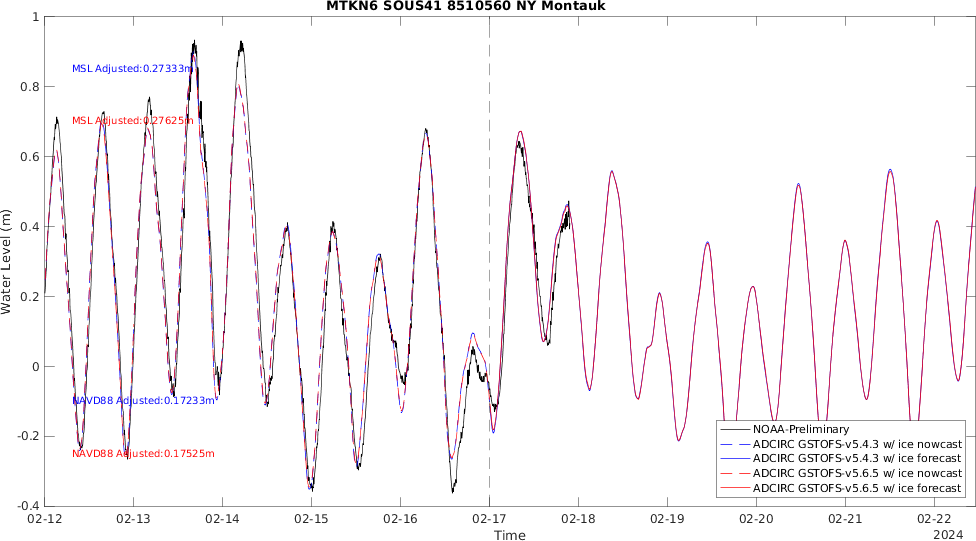 MTKN6 SOUS41 8510560 NY Montauk
1
0.8
0.6
0.4
0.2
0
-0.2
-0.4
Water Level (m)
MSL Adjusted:0.27333m
MSL Adjusted:0.27625m
NAVD88 Adjusted:0.17233m
NAVD88 Adjusted:0.17525m
NOAA-Preliminary
ADCIRC GSTOFS-v5.4.3 w/ ice nowcast
ADCIRC GSTOFS-v5.4.3 w/ ice forecast
ADCIRC GSTOFS-v5.6.5 w/ ice nowcast
ADCIRC GSTOFS-v5.6.5 w/ ice forecast
02-12 02-13 02-14 02-15 02-16 02-17 02-18 02-19 02-20 02-21 02-22
Time
2024